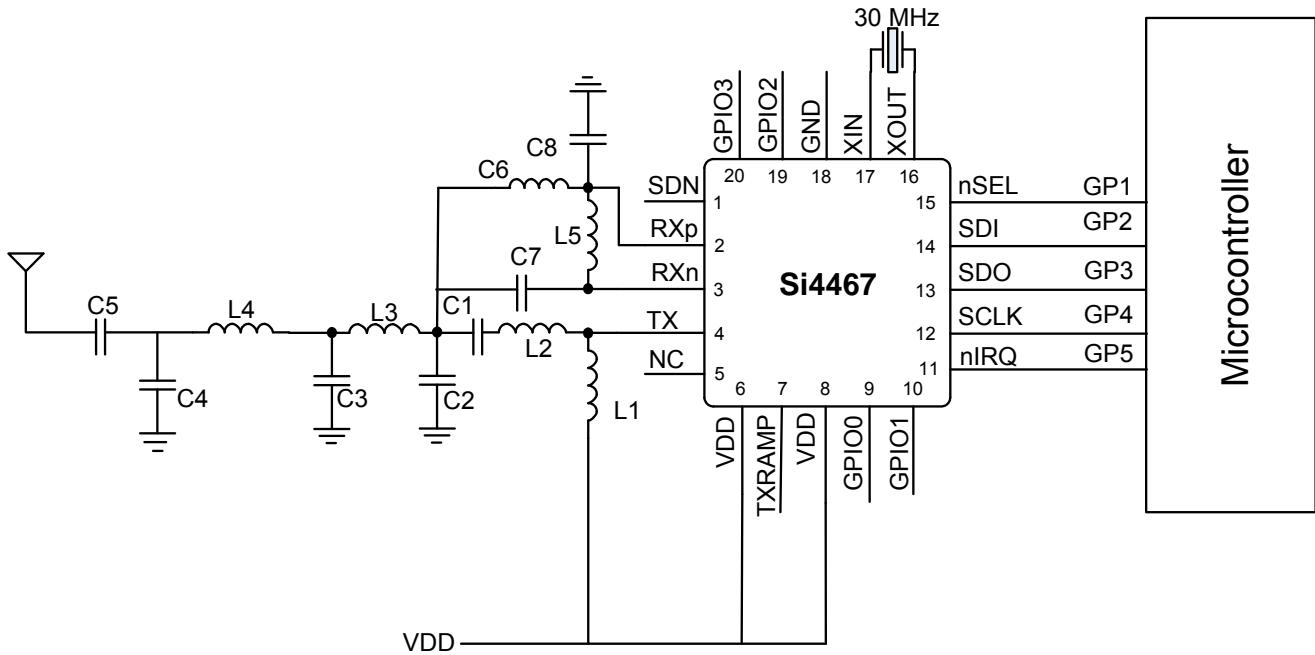 30 MHz
GPIO3
GPIO2
GND
XIN
XOUT
20
19
18
17
16
C8
C6
L5
C7
SDN
1
RXp
2
RXn
3
TX
4
NC
5
Si4467
15
nSEL
GP1
14
SDI
GP2
13
SDO
GP3
12
SCLK
GP4
11
nIRQ
GP5
Microcontroller
C5
L4
L3
C1
L2
C4
C3
C2
L1
6
7
8
9
10
VDD
TXRAMP
VDD
GPIO0
GPIO1
VDD